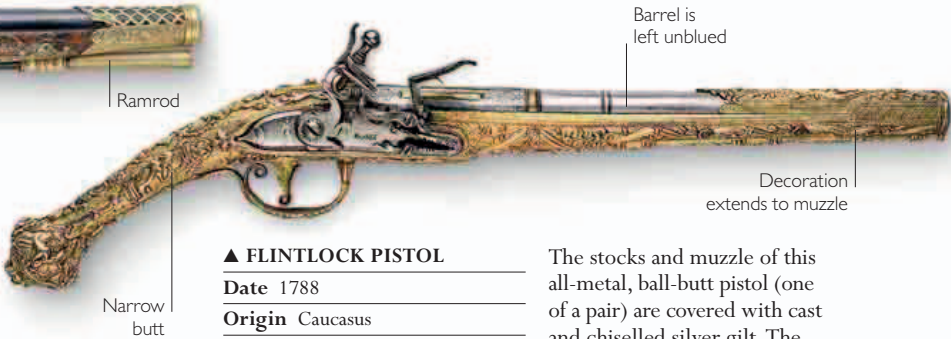 Barrel is
left unblued
Ramrod
Decoration
extends to muzzle
Narrow
butt
▲ FLINTLOCK PISTOL
Date 1788
Origin Caucasus
The stocks and muzzle of this
all-metal, ball-butt pistol (one
of a pair) are covered with cast
and chiselled silver gilt. The